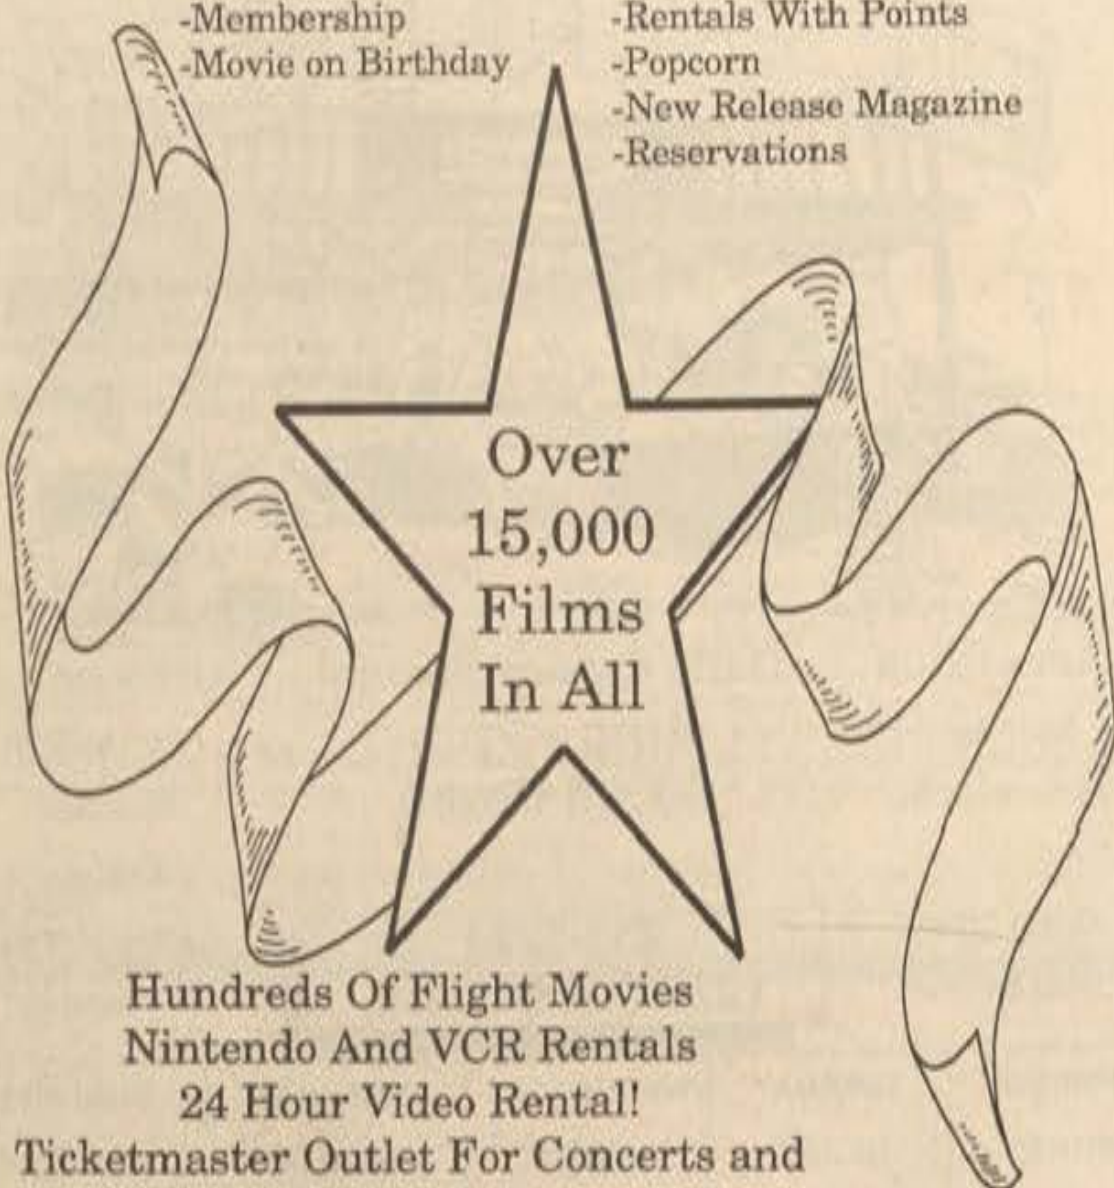 -Membership
-Movie on Birthday
-Rentals With Points
-Popcorn
-New Release Magazine
-Reservations
Over
15,000
Films
In All
Hundreds Of Flight Movies
Nintendo And VCR Rentals
24 Hour Video Rental!
Ticketmaster Outlet For Concerts and